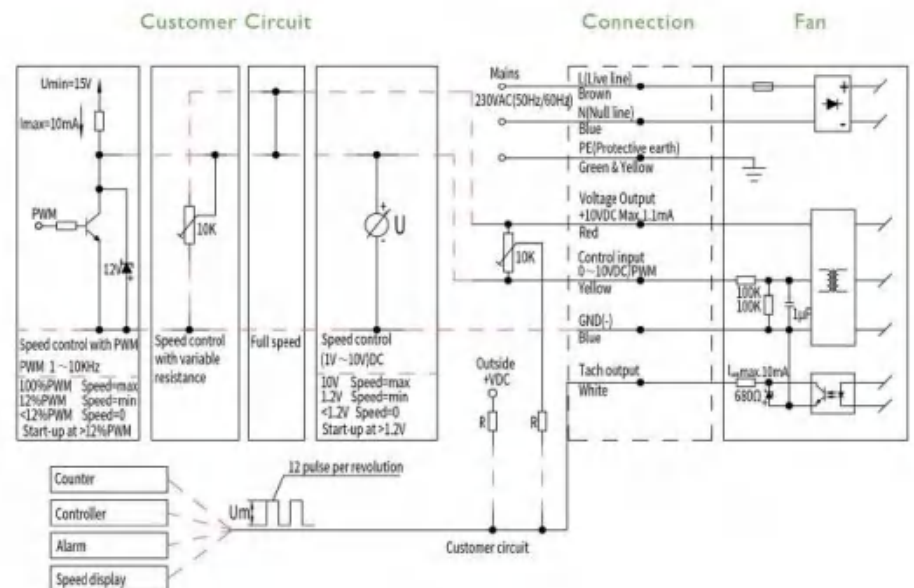 Customer Circuit
Connection
Fan
Umin=15V
Imax=10mA
PWM
12V
Speed control with PWM
PWM 1～10KHz
100%PWM Speed=max
12%PWM Speed=min
<12%PWM Speed=0
Start-up at >12%PWM
10K
Speed control
with variable
resistance
Full speed
+
U
-
Speed control
(1V～10V)DC
10V Speed=max
1.2V Speed=min
<1.2V Speed=0
Start-up at >1.2V
Mains
230VAC(50Hz/60Hz)
10K
Outside
+VDC
R
R
L(Live line)
Brown
N(Null line)
Blue
PE(Protective earth)
Green & Yellow
Voltage Output
+10VDC Max.1.1mA
Red
Control input
0～10VDC/PWM
Yellow
GND(-)
Blue
Tach output
White
+
-
100K
100K
1μF
max.10mA
680Ω
Counter
Controller
Alarm
Speed display
Um
12 pulse per revolution
Customer circuit